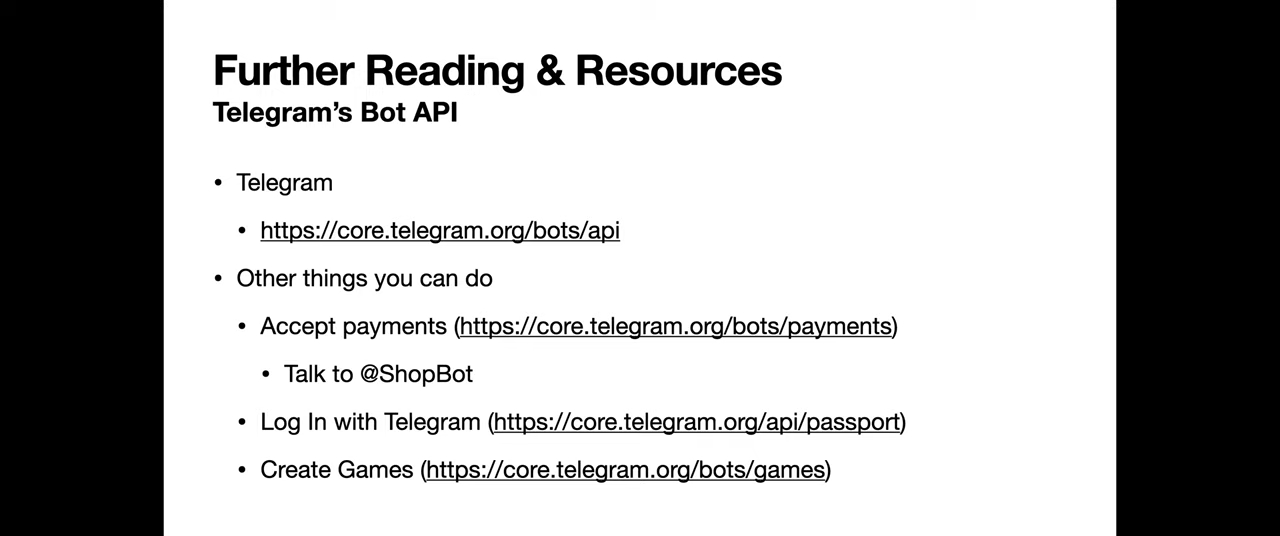 Further Reading & Resources
Telegram’s Bot API
• Telegram
• https://core.telegram.org/bots/api
• Other things you can do
• Accept payments (https://core.telegram.org/bots/payments)
• Talk to @ShopBot
• Log In with Telegram (https://core.telegram.org/api/passport)
• Create Games (https://core.telegram.org/bots/games)